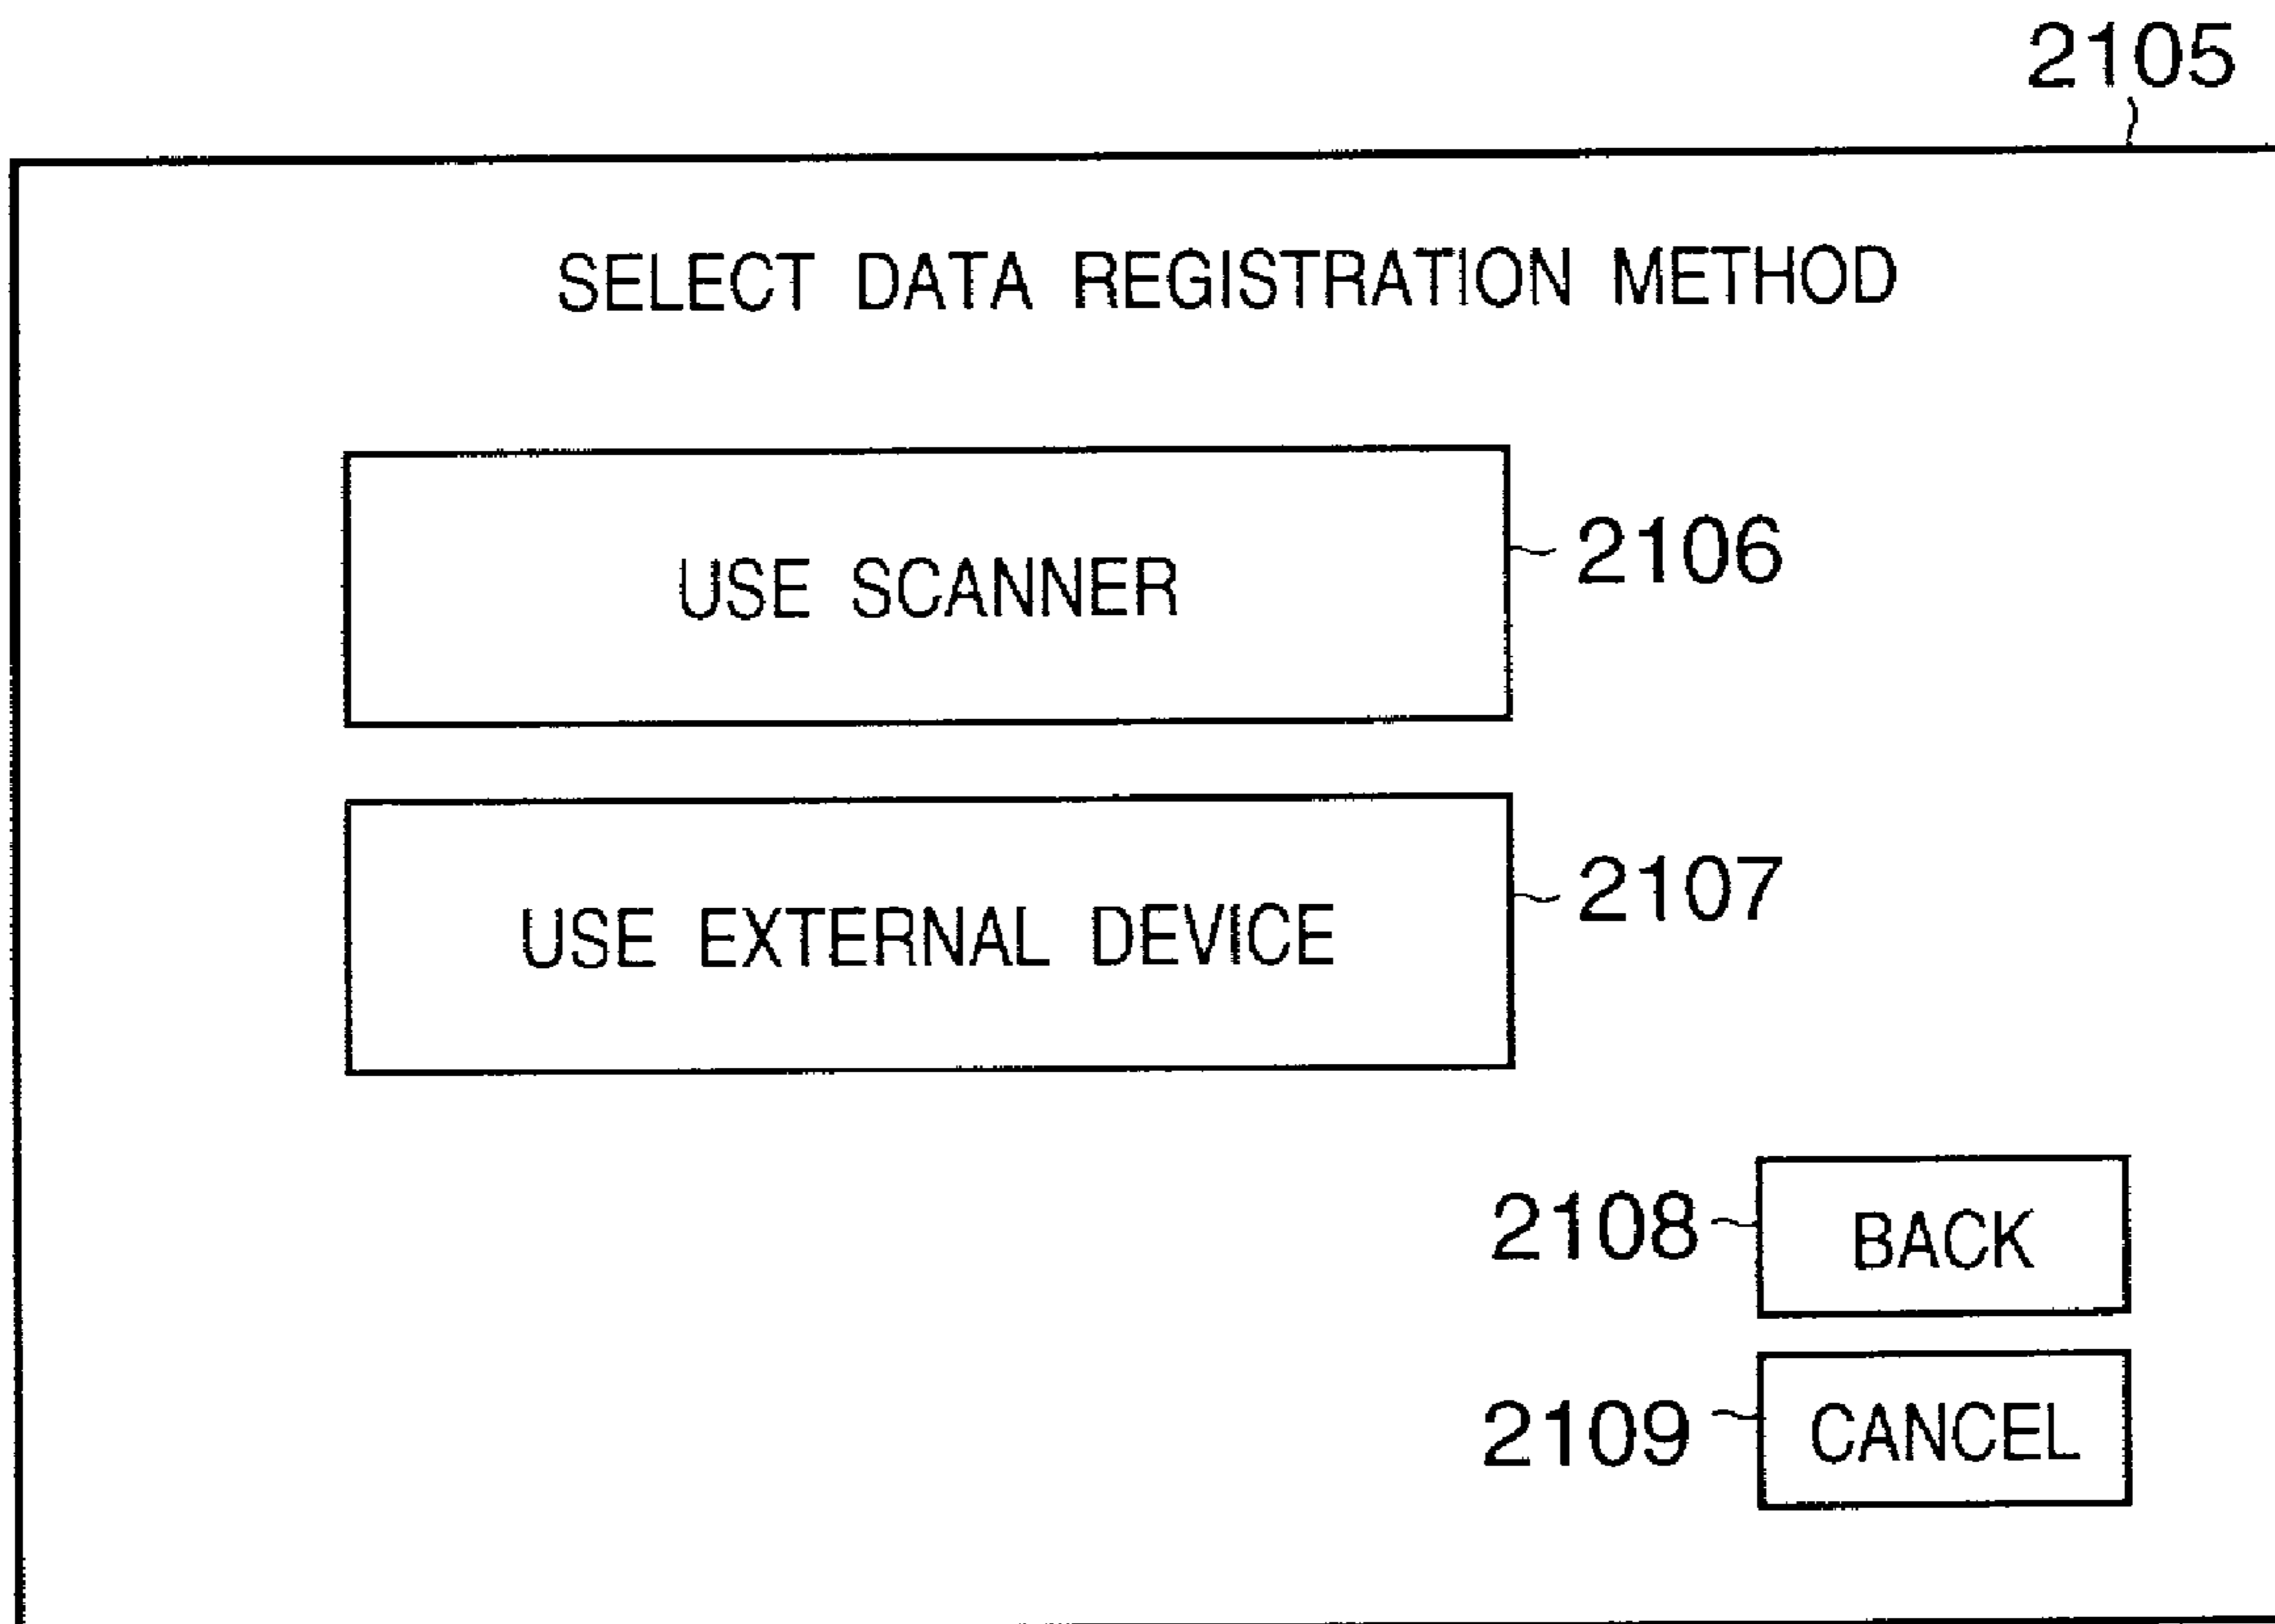 2105
SELECT DATA REGISTRATION METHOD
USE SCANNER
2106
USE EXTERNAL DEVICE
2107
2108
BACK
2109
CANCEL